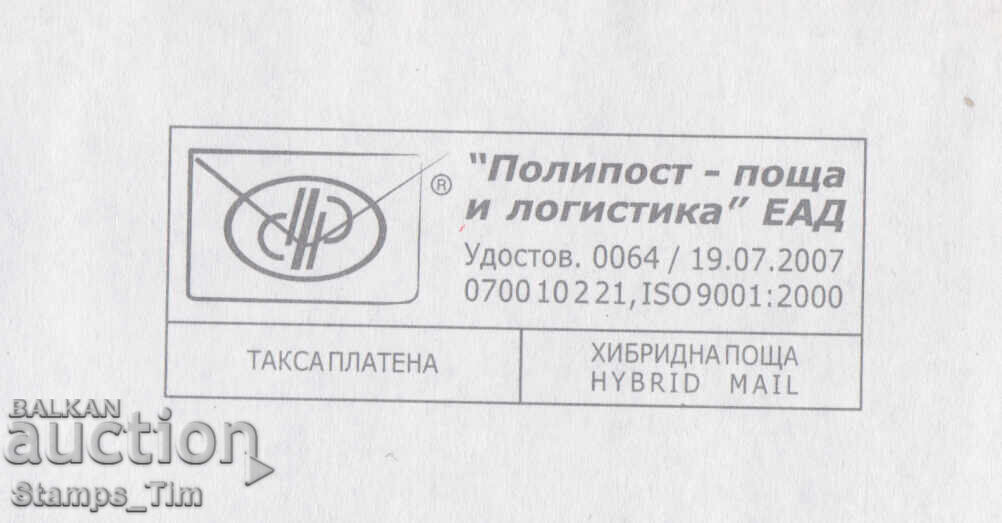 "Полипост - поща
и логистика" ЕАД
Удостов. 0064 / 19.07.2007
0700 10 2 21, ISO 9001:2000
®
ТАКСА ПЛАТЕНА
ХИБРИДНА ПОЩА
HYBRID MAIL
BALKAN
auction
Stamps_Tim